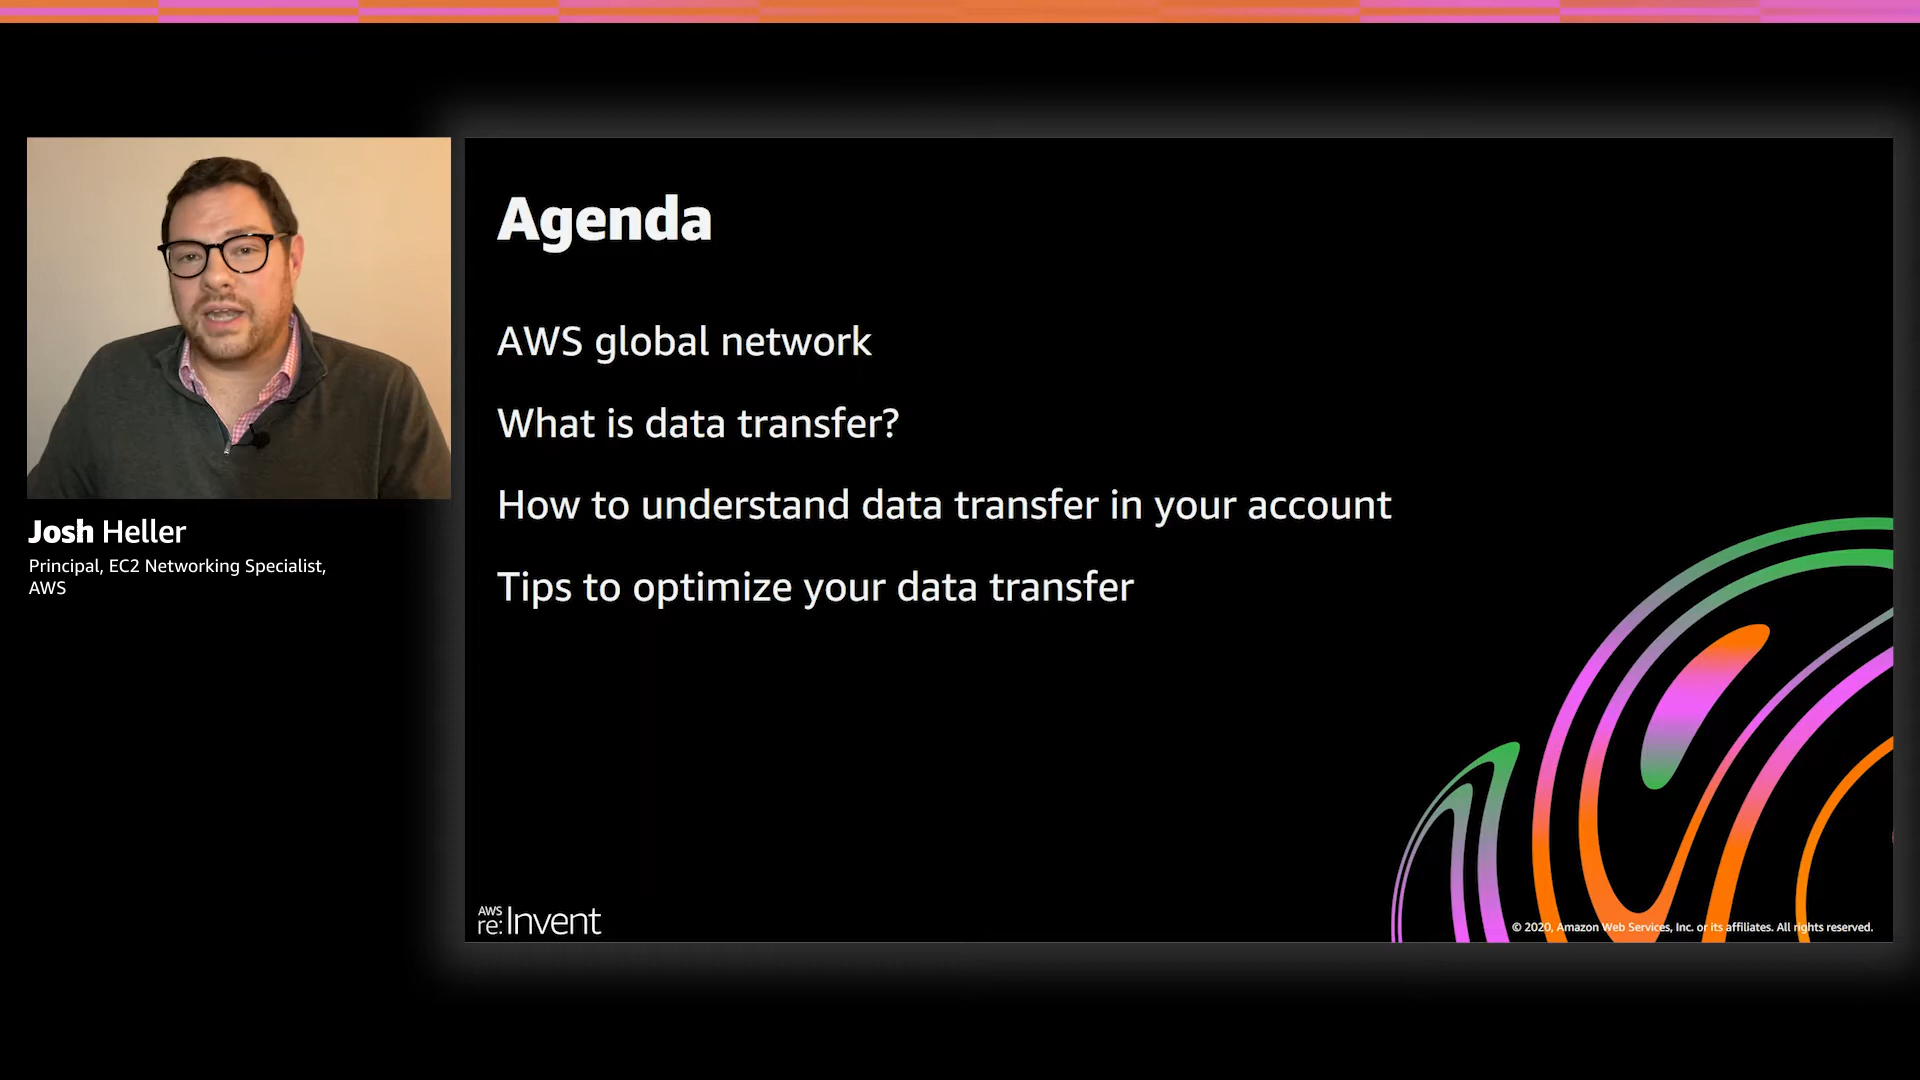 Josh Heller
Principal, EC2 Networking Specialist,
AWS
Agenda
AWS global network
What is data transfer?
How to understand data transfer in your account
Tips to optimize your data transfer
AWS
re:Invent
© 2020, Amazon Web Services, Inc. or its affiliates. All rights reserved.